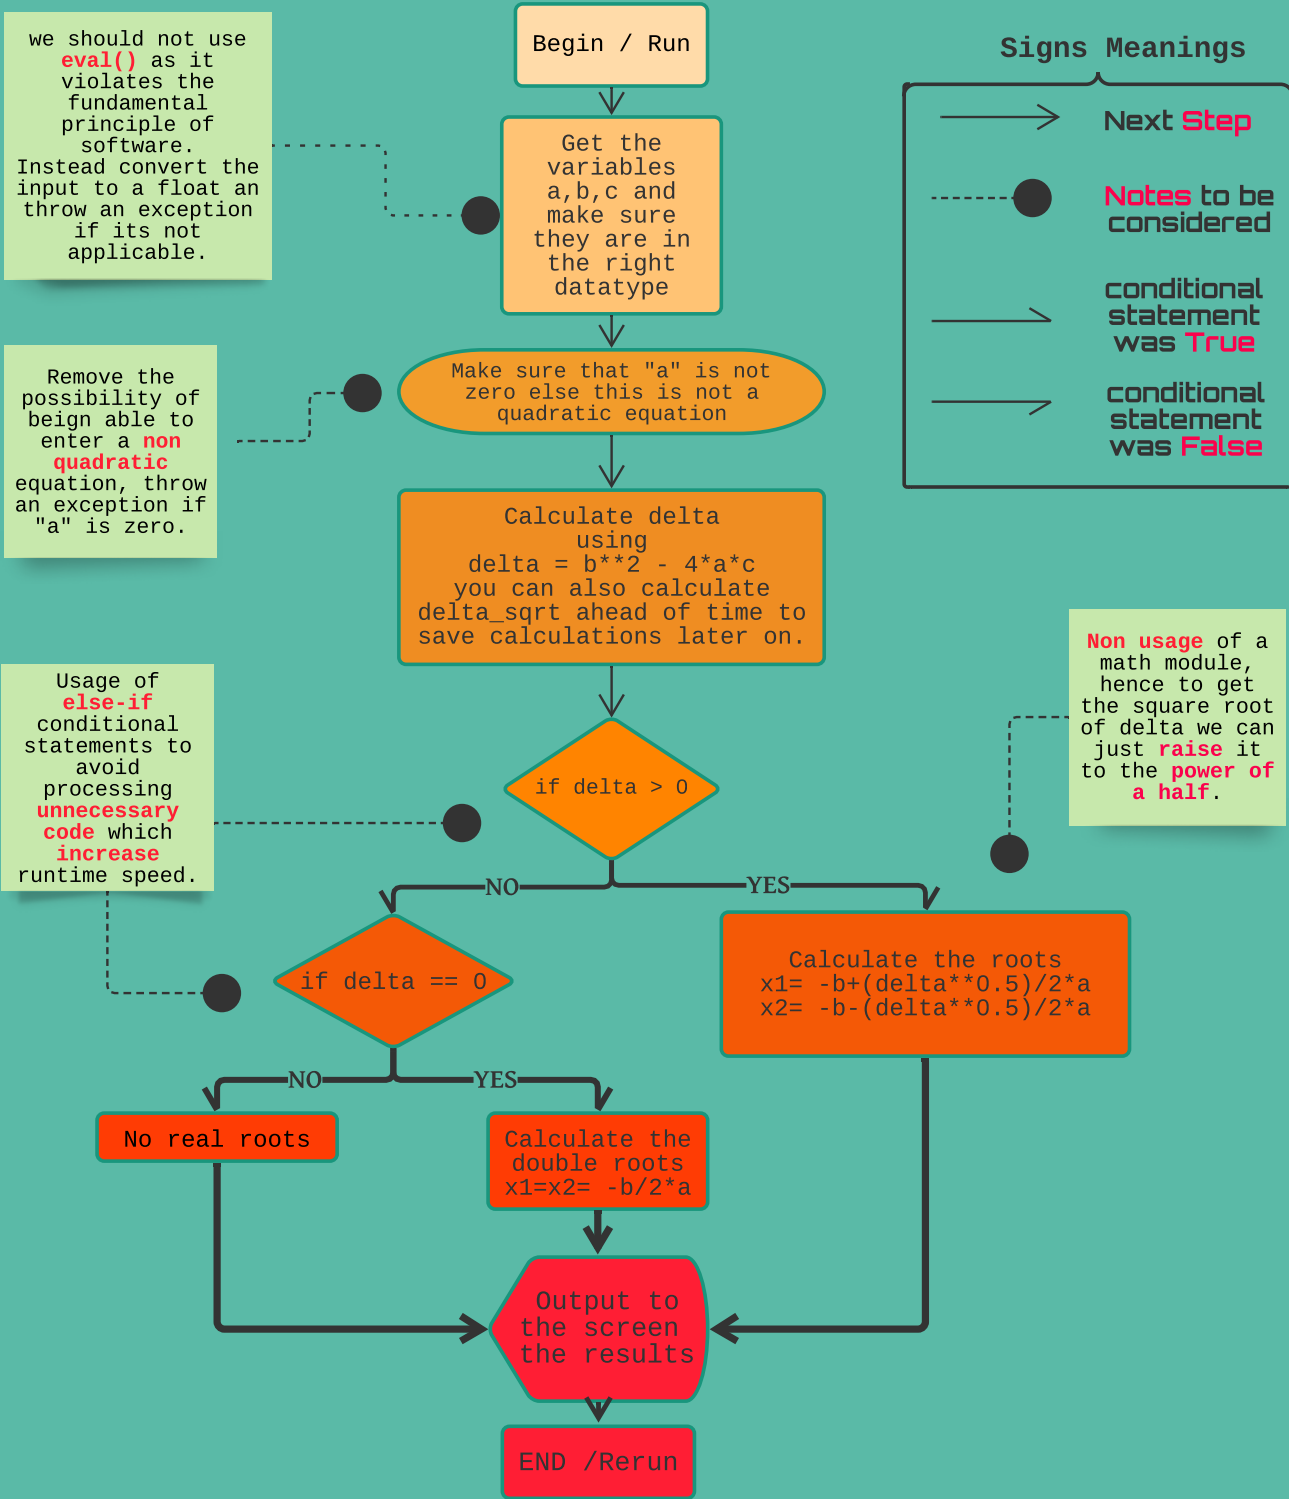 we should not use
eval() as it
violates the
fundamental
principle of
software.
Instead convert the
input to a float an
throw an exception
if its not
applicable.
Begin / Run
Signs Meanings
Next Step
Notes to be
considered
conditional
statement
was True
conditional
statement
was False
Get the
variables
a,b,c and
make sure
they are in
the right
datatype
Remove the
possibility of
beign able to
enter a non
quadratic
equation, throw
an exception if
"a" is zero.
Make sure that "a" is not
zero else this is not a
quadratic equation
Calculate delta
using
delta = b**2 - 4*a*c
you can also calculate
delta_sqrt ahead of time to
save calculations later on.
Non usage of a
math module,
hence to get
the square root
of delta we can
just raise it
to the power of
a half.
Usage of
else-if
conditional
statements to
avoid
processing
unnecessary
code which
increase
runtime speed.
if delta > 0
NO
YES
if delta == 0
Calculate the roots
x1= -b+(delta**0.5)/2*a
x2= -b-(delta**0.5)/2*a
NO
YES
No real roots
Calculate the
double roots
x1=x2= -b/2*a
Output to
the screen
the results
END /Rerun